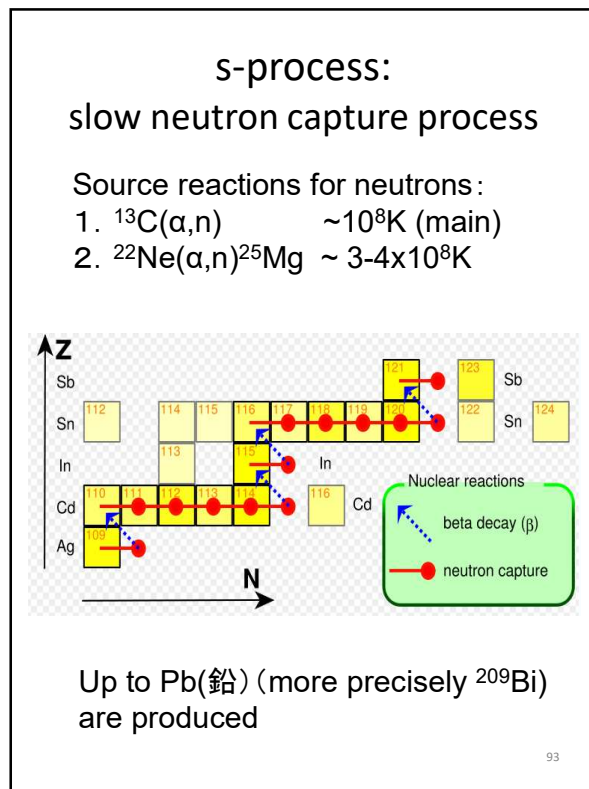 s-process:
slow neutron capture process
Source reactions for neutrons：
1. ¹³C(α,n) ~10⁸K (main)
2. ²²Ne(α,n)²⁵Mg ~ 3-4x10⁸K
Z
Sb 121 123 Sb
Sn 112 114 115 116 117 118 119 120 122 Sn 124
In 113 115 In
Cd 110 111 112 113 114 116 Cd
Ag 109
N
Nuclear reactions
beta decay (β)
neutron capture
Up to Pb(鉛)（more precisely ²⁰⁹Bi)
are produced
93